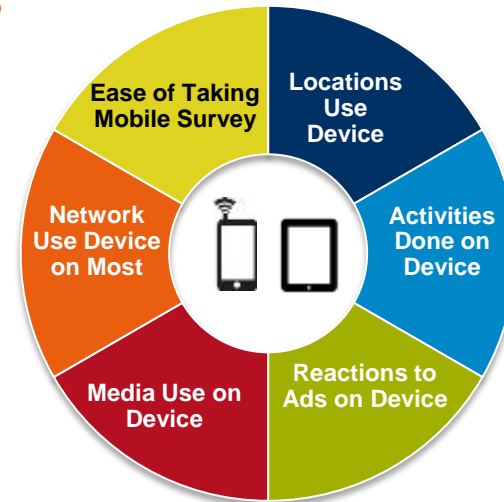 Ease of Taking
Mobile Survey
Locations
Use
Device
Network
Use Device
on Most
Activities
Done on
Device
Media Use on
Device
Reactions to
Ads on Device